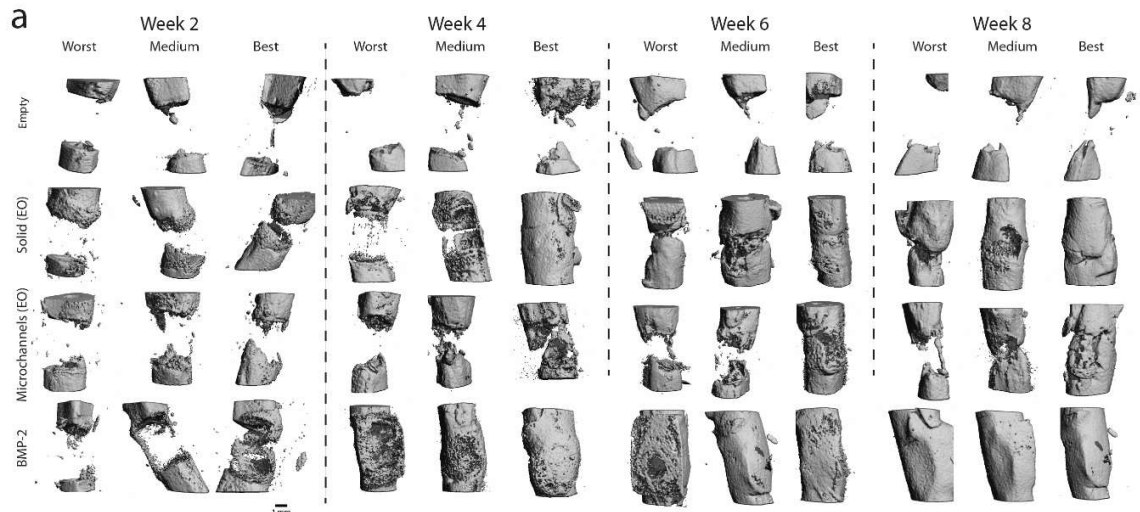 a
Week 2 Week 4 Week 6 Week 8
Worst Medium Best Worst Medium Best Worst Medium Best Worst Medium Best
Empty
Solid (EO)
Microchannels (EO)
BMP-2